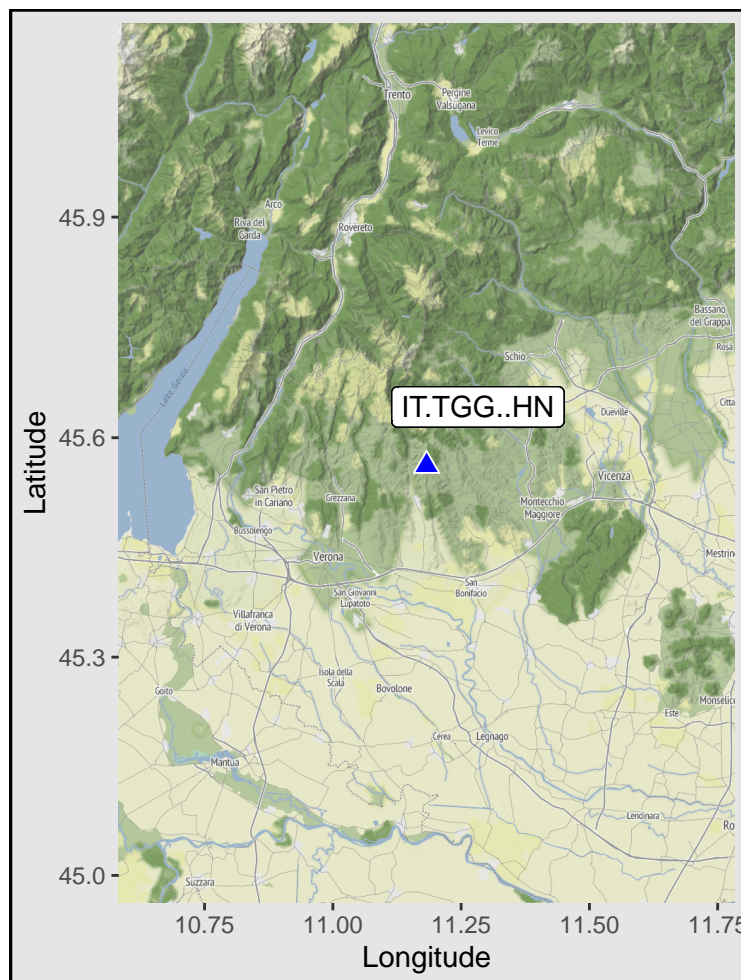 Trento
Pergine
Valsugana
Levico
Terme
45.9
Arco
Riva del
Garda
Rovereto
Bassano
del Grappa
Rosà
Schio
Lake Garda
IT.TGG..HN
Citta
Dueville
45.6
Latitude
Vicenza
San Pietro
in Cariano
Grezzana
Montecchio
Maggiore
Bussolengo
Verona
Mestrino
San
Bonifacio
San Giovanni
Lupatoto
Villafranca
di Verona
45.3
Isola della
Scala
Bovolone
Goito
Monselice
Este
Cerea
Legnago
Mantua
Lendinara
Ro
45.0
Suzzara
10.75
11.00
11.25
11.50
11.75
Longitude